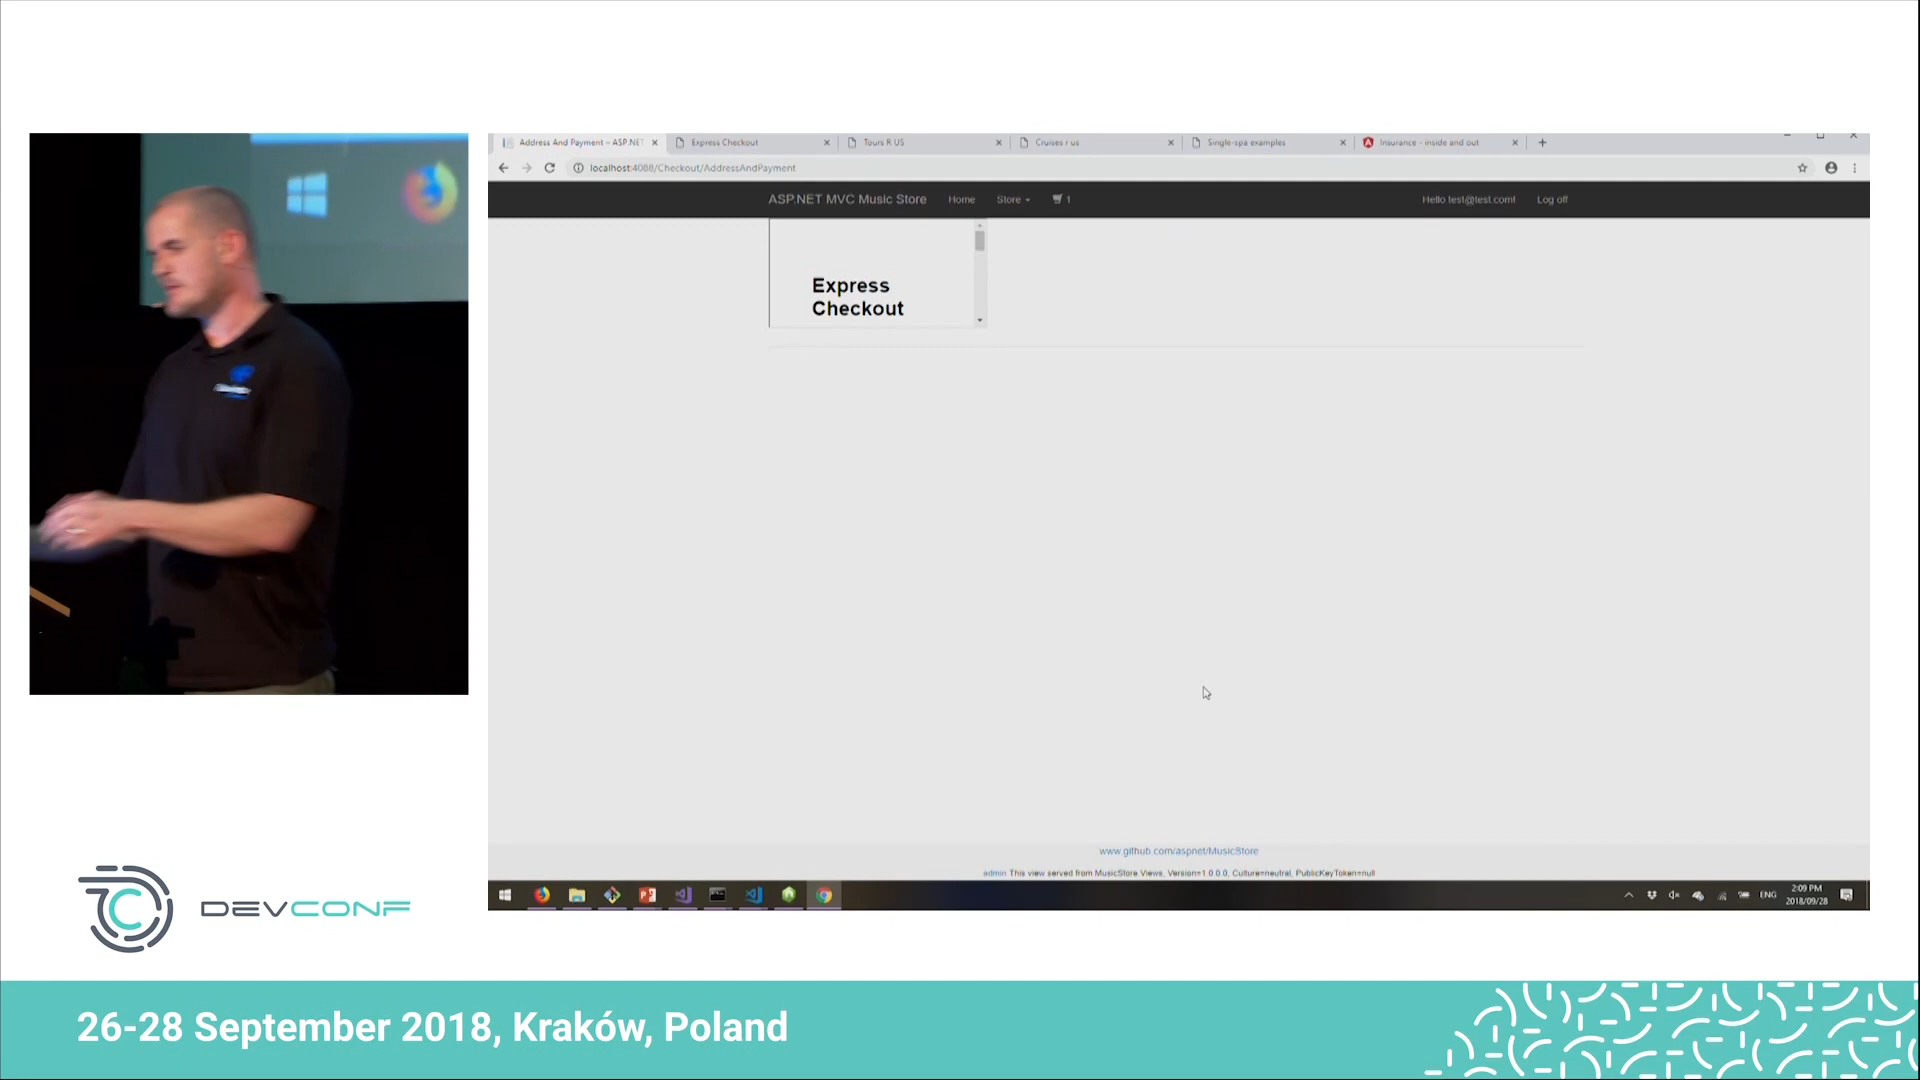 Address And Payment – ASP.NET
Express Checkout
Tours R US
Cruises r us
Single-spa examples
Insurance - inside and out
localhost:4088/Checkout/AddressAndPayment
ASP.NET MVC Music Store
Home
Store
1
Hello test@test.com!
Log off
Express
Checkout
www.github.com/aspnet/MusicStore
admin This view served from MusicStore.Views, Version=1.0.0.0, Culture=neutral, PublicKeyToken=null
ENG
2:09 PM
2018/09/28
DEVCONF
26-28 September 2018, Kraków, Poland